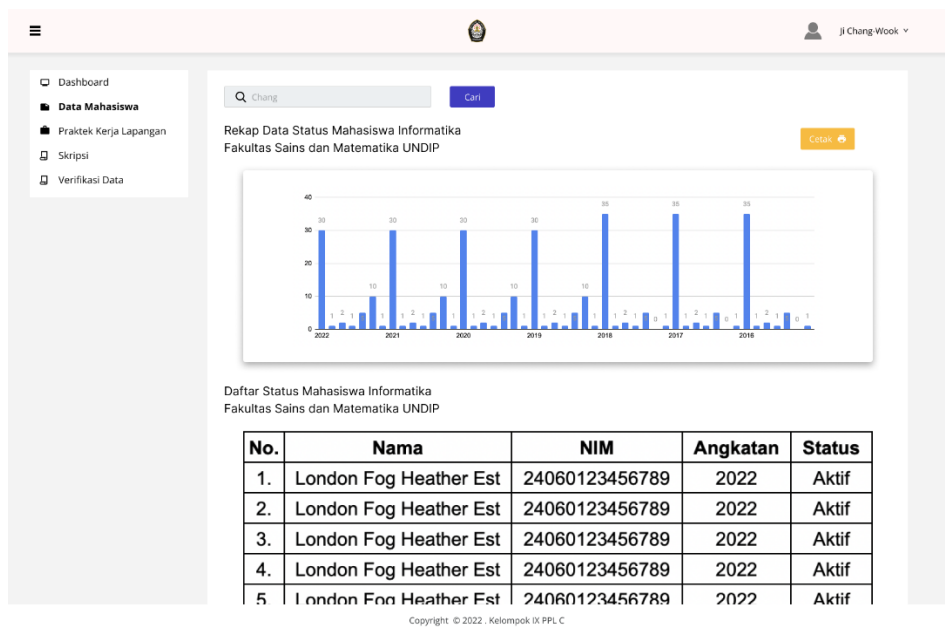 Ji Chang-Wook
Dashboard
Data Mahasiswa
Praktek Kerja Lapangan
Skripsi
Verifikasi Data
Chang
Cari
Rekap Data Status Mahasiswa Informatika
Fakultas Sains dan Matematika UNDIP
Cetak
40
35 35 35
30 30 30 30
30
20
10 10 10 10
10
1 2 1 1 1 2 1 1 1 2 1 1 1 2 1 1 1 2 1 0 1 1 2 1 0 1 1 2 1 0 1
0
2022 2021 2020 2019 2018 2017 2016
Daftar Status Mahasiswa Informatika
Fakultas Sains dan Matematika UNDIP
No. Nama NIM Angkatan Status
1. London Fog Heather Est 24060123456789 2022 Aktif
2. London Fog Heather Est 24060123456789 2022 Aktif
3. London Fog Heather Est 24060123456789 2022 Aktif
4. London Fog Heather Est 24060123456789 2022 Aktif
5. London Fog Heather Est 24060123456789 2022 Aktif
Copyright © 2022 . Kelompok IX PPL C